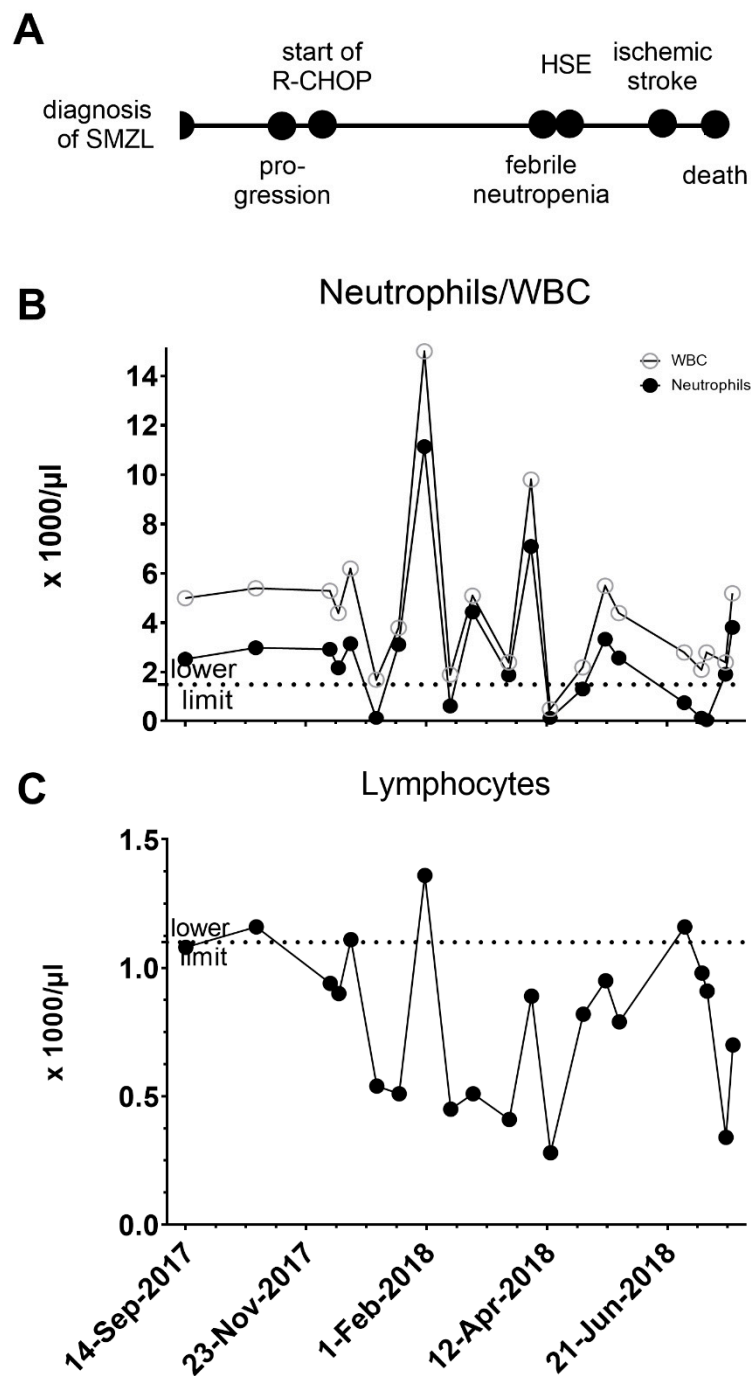 A
diagnosis
of SMZL
start of
R-CHOP
HSE
ischemic
stroke
pro-
gression
febrile
neutropenia
death
B
Neutrophils/WBC
WBC
Neutrophils
x 1000/µl
14
12
10
8
6
4
2
0
lower
limit
C
Lymphocytes
x 1000/µl
1.5
1.0
0.5
0.0
lower
limit
14-Sep-2017
23-Nov-2017
1-Feb-2018
12-Apr-2018
21-Jun-2018